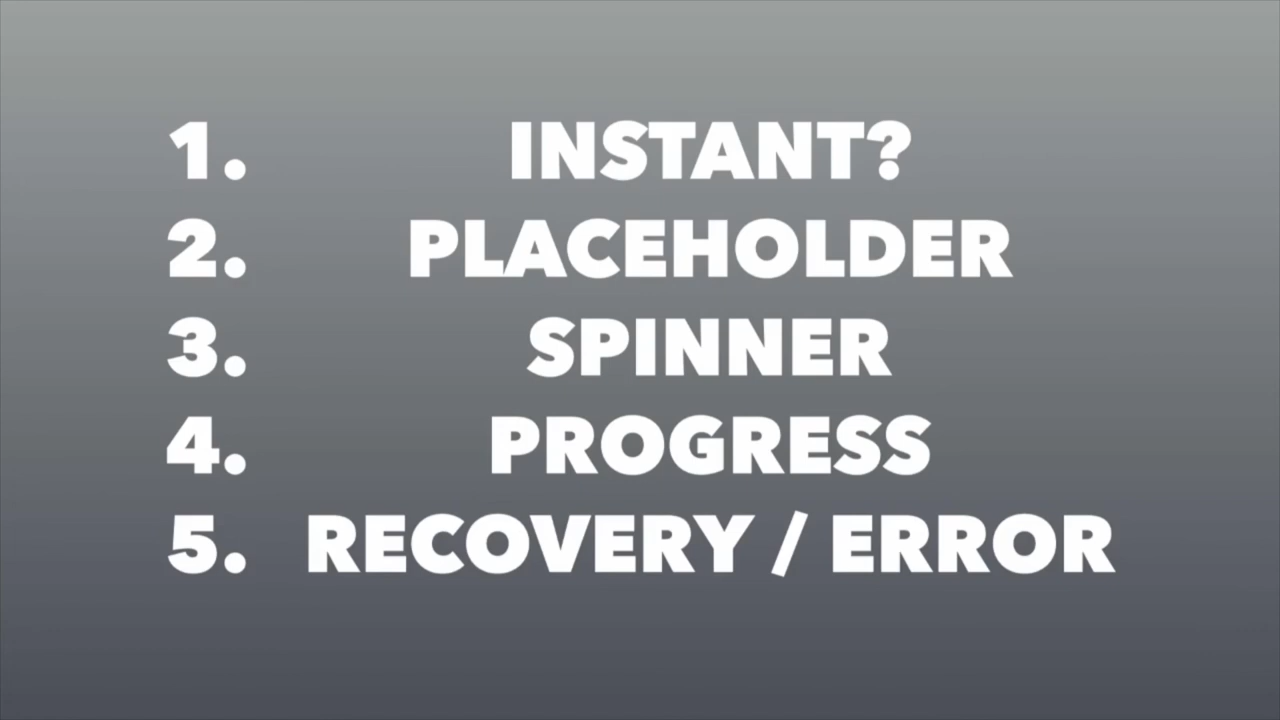 1. INSTANT?
2. PLACEHOLDER
3. SPINNER
4. PROGRESS
5. RECOVERY / ERROR